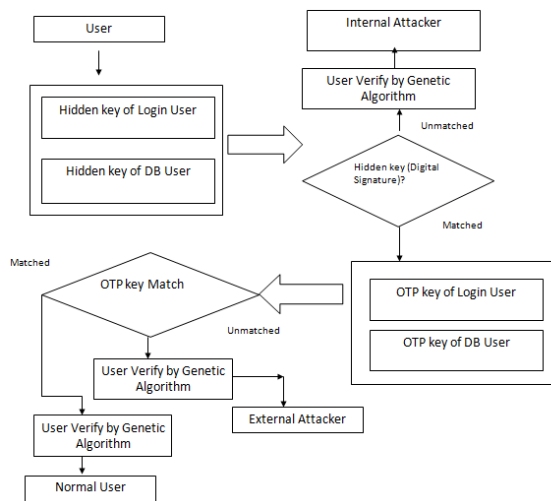 User
Internal Attacker
Hidden key of Login User
Hidden key of DB User
User Verify by Genetic
Algorithm
Unmatched
Hidden key (Digital
Signature)?
Matched
OTP key of Login User
OTP key of DB User
Matched
OTP key Match
Unmatched
User Verify by Genetic
Algorithm
External Attacker
User Verify by Genetic
Algorithm
Normal User